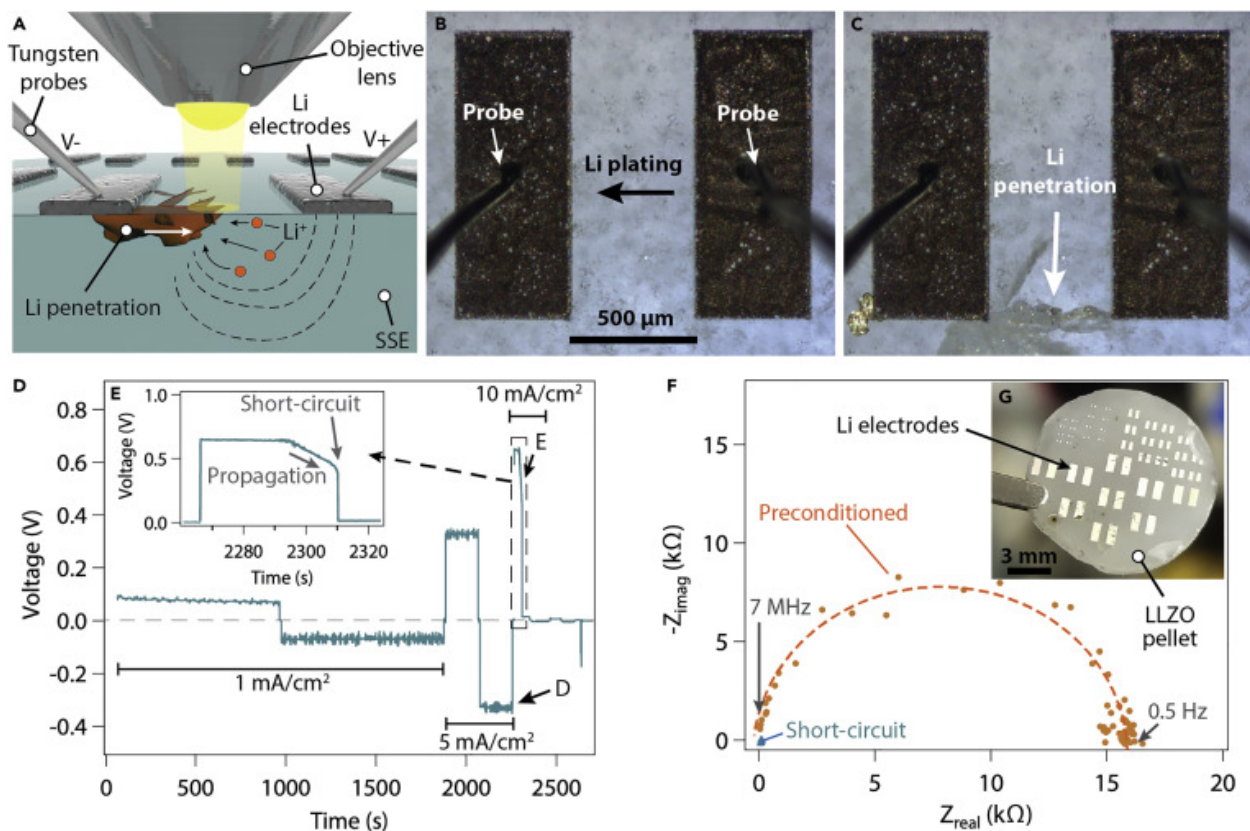 A
Tungsten
probes
Objective
lens
Li
electrodes
V-
V+
Li⁺
Li penetration
SSE
B
Probe
Probe
Li plating
500 μm
C
Li
penetration
D
0.8
0.6
0.4
0.2
0.0
-0.2
-0.4
Voltage (V)
0
500
1000
1500
2000
2500
Time (s)
1 mA/cm²
5 mA/cm²
10 mA/cm²
E
D
E
Short-circuit
Propagation
1.0
0.5
0.0
Voltage (V)
2280
2300
2320
Time (s)
F
15
10
5
0
-Zimag (kΩ)
0
5
10
15
20
Zreal (kΩ)
Preconditioned
7 MHz
Short-circuit
0.5 Hz
G
Li electrodes
3 mm
LLZO
pellet